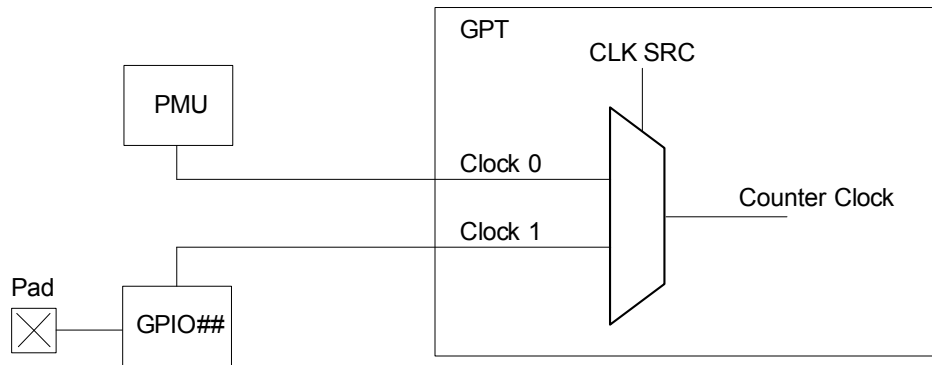 GPT
CLK SRC
PMU
Clock 0
Counter Clock
Clock 1
Pad
GPIO##